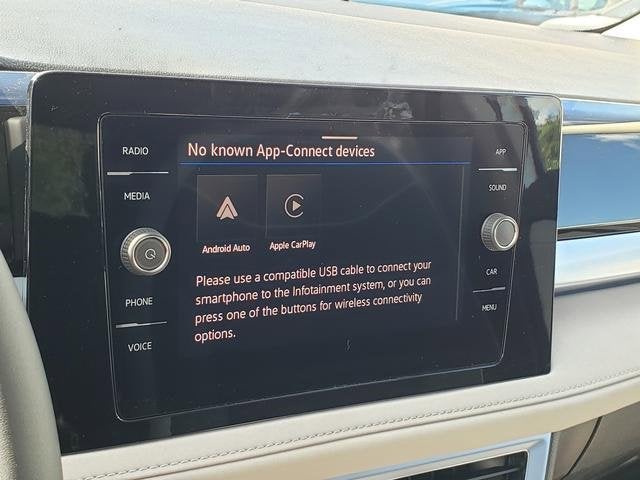 RADIO
MEDIA
PHONE
VOICE
No known App-Connect devices
Android Auto
Apple CarPlay
Please use a compatible USB cable to connect your
smartphone to the Infotainment system, or you can
press one of the buttons for wireless connectivity
options.
APP
SOUND
CAR
MENU